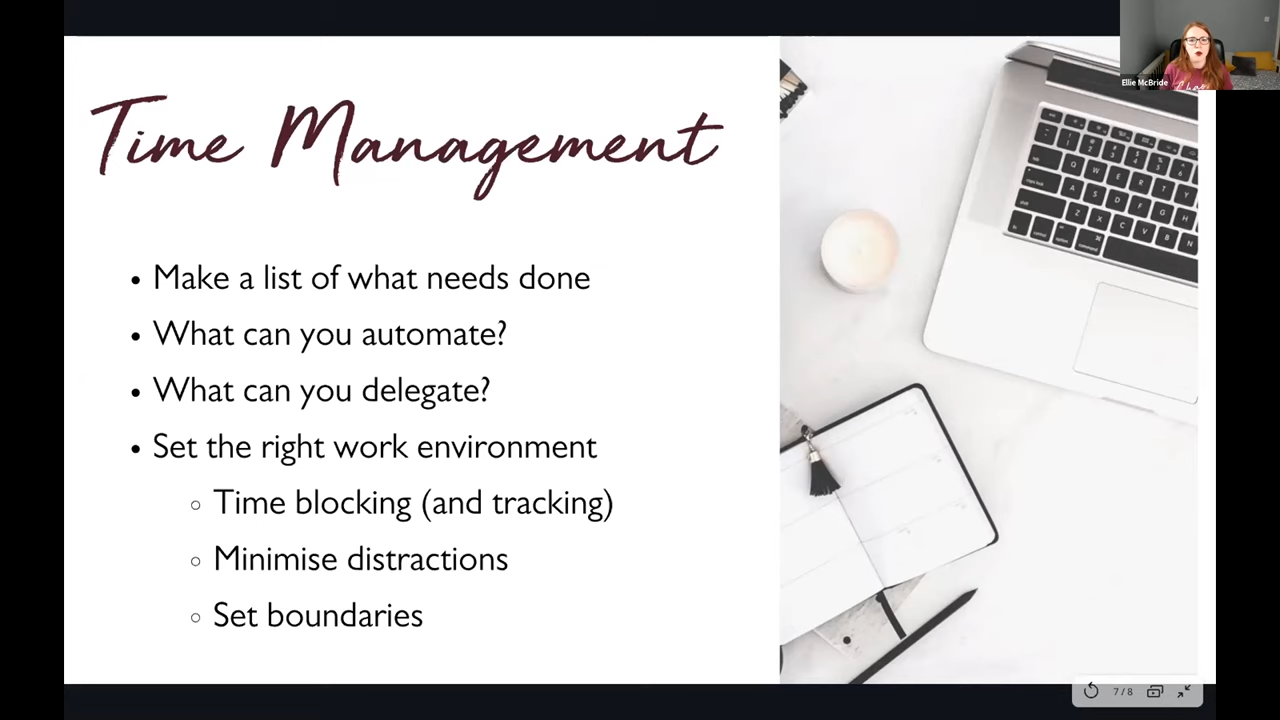 Time Management
• Make a list of what needs done
• What can you automate?
• What can you delegate?
• Set the right work environment
○ Time blocking (and tracking)
○ Minimise distractions
○ Set boundaries
Ellie McBride
7/8